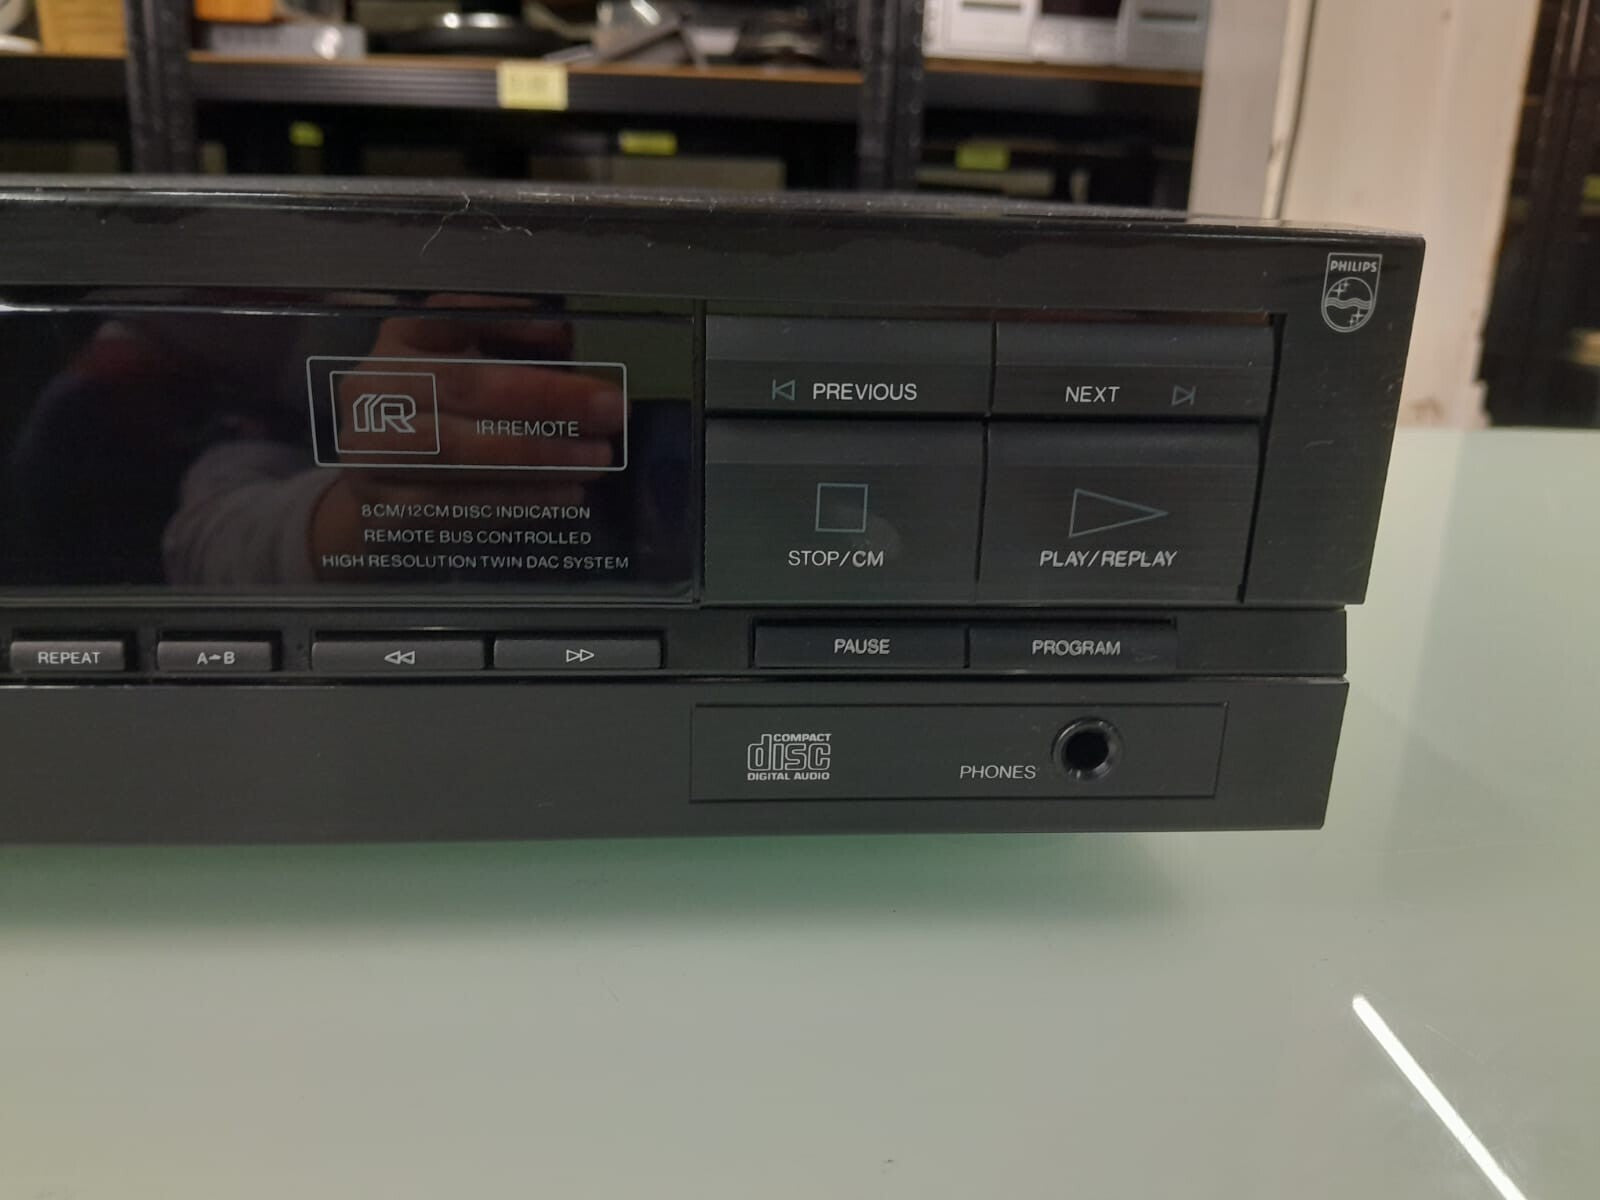 PHILIPS
PREVIOUS
NEXT
IR
IR REMOTE
8CM/12CM DISC INDICATION
REMOTE BUS CONTROLLED
HIGH RESOLUTION TWIN DAC SYSTEM
STOP/CM
PLAY/REPLAY
REPEAT
A-B
PAUSE
PROGRAM
COMPACT
disc
DIGITAL AUDIO
PHONES